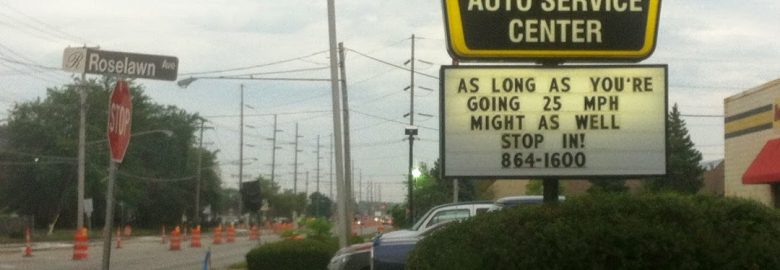 AUTO SERVICE
CENTER
R Roselawn Ave
STOP
AS LONG AS YOU'RE
GOING 25 MPH
MIGHT AS WELL
STOP IN!
864-1600